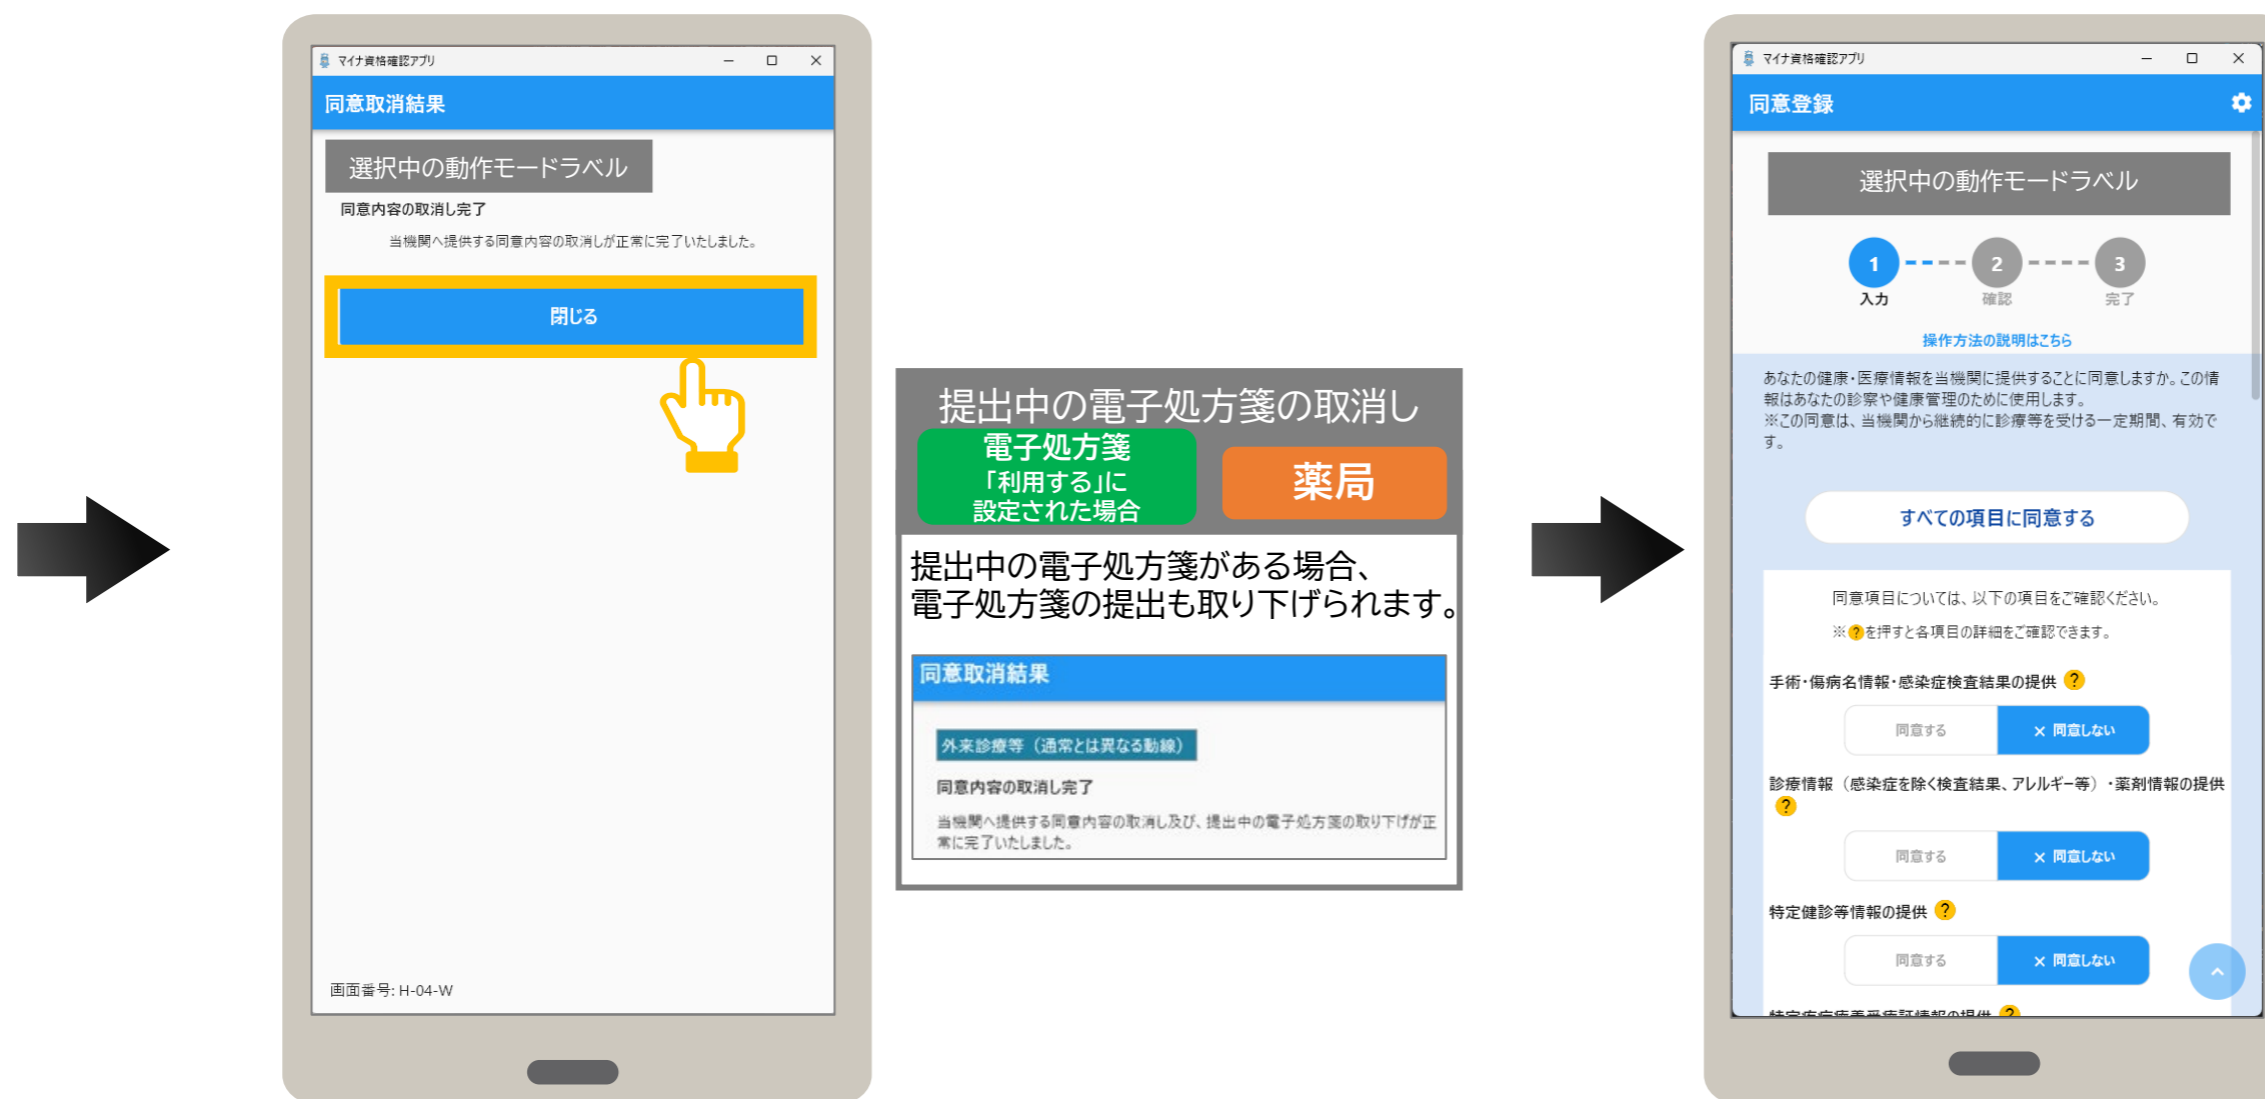 マイナ資格確認アプリ
同意取消結果
選択中の動作モードラベル
同意内容の取消し完了
当機関へ提供する同意内容の取消しが正常に完了いたしました。
閉じる
画面番号: H-04-W
提出中の電子処方箋の取消し
電子処方箋
「利用する」に
設定された場合
薬局
提出中の電子処方箋がある場合、
電子処方箋の提出も取り下げられます。
同意取消結果
外来診療等（通常とは異なる動線）
同意内容の取消し完了
当機関へ提供する同意内容の取消し及び、提出中の電子処方箋の取り下げが正
常に完了いたしました。
マイナ資格確認アプリ
同意登録
選択中の動作モードラベル
1 2 3
入力 確認 完了
操作方法の説明はこちら
あなたの健康・医療情報を当機関に提供することに同意しますか。この情
報はあなたの診察や健康管理のために使用します。
※この同意は、当機関から継続的に診療等を受ける一定期間、有効で
す。
すべての項目に同意する
同意項目については、以下の項目をご確認ください。
※?を押すと各項目の詳細をご確認できます。
手術・傷病名情報・感染症検査結果の提供 ?
同意する × 同意しない
診療情報（感染症を除く検査結果、アレルギー等）・薬剤情報の提供
?
同意する × 同意しない
特定健診等情報の提供 ?
同意する × 同意しない